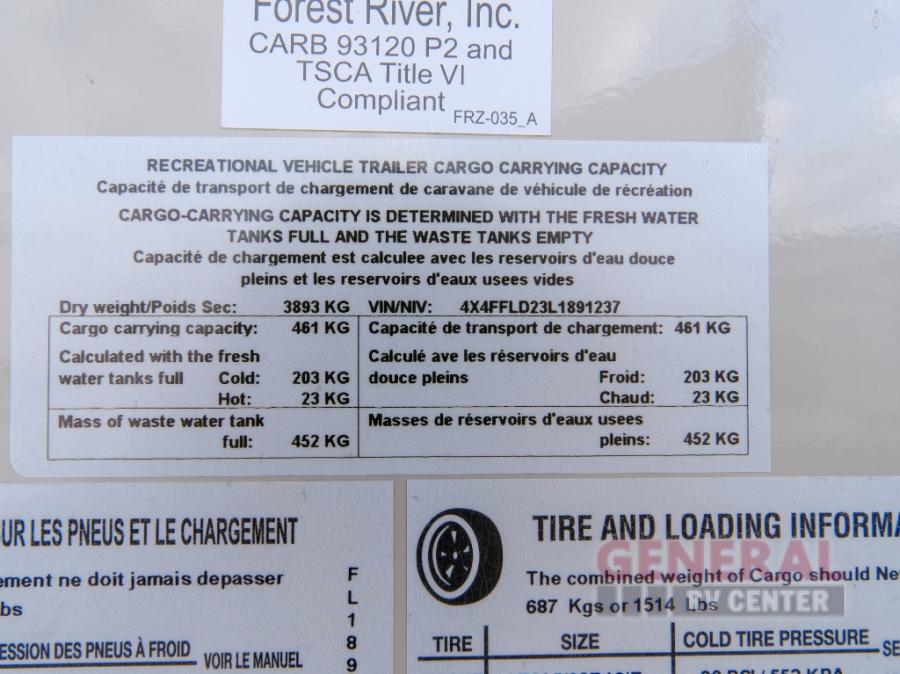 Forest River, Inc.
CARB 93120 P2 and
TSCA Title VI
Compliant
FRZ-035_A
RECREATIONAL VEHICLE TRAILER CARGO CARRYING CAPACITY
Capacité de transport de chargement de caravane de véhicule de récréation
CARGO-CARRYING CAPACITY IS DETERMINED WITH THE FRESH WATER
TANKS FULL AND THE WASTE TANKS EMPTY
Capacité de chargement est calculee avec les reservoirs d'eau douce
pleins et les reservoirs d'eaux usees vides
Dry weight/Poids Sec: 3893 KG VIN/NIV: 4X4FFLD23L1891237
Cargo carrying capacity: 461 KG Capacité de transport de chargement: 461 KG
Calculated with the fresh Calculé ave les réservoirs d'eau
water tanks full Cold: 203 KG douce pleins Froid: 203 KG
Hot: 23 KG Chaud: 23 KG
Mass of waste water tank Masses de réservoirs d'eaux usees
full: 452 KG pleins: 452 KG
UR LES PNEUS ET LE CHARGEMENT
ement ne doit jamais depasser
bs
ESSION DES PNEUS À FROID VOIR LE MANUEL
F
L
1
8
9
TIRE AND LOADING INFORMA
The combined weight of Cargo should Ne
687 Kgs or 1514 Lbs
TIRE SIZE COLD TIRE PRESSURE SE
GENERAL
RV CENTER